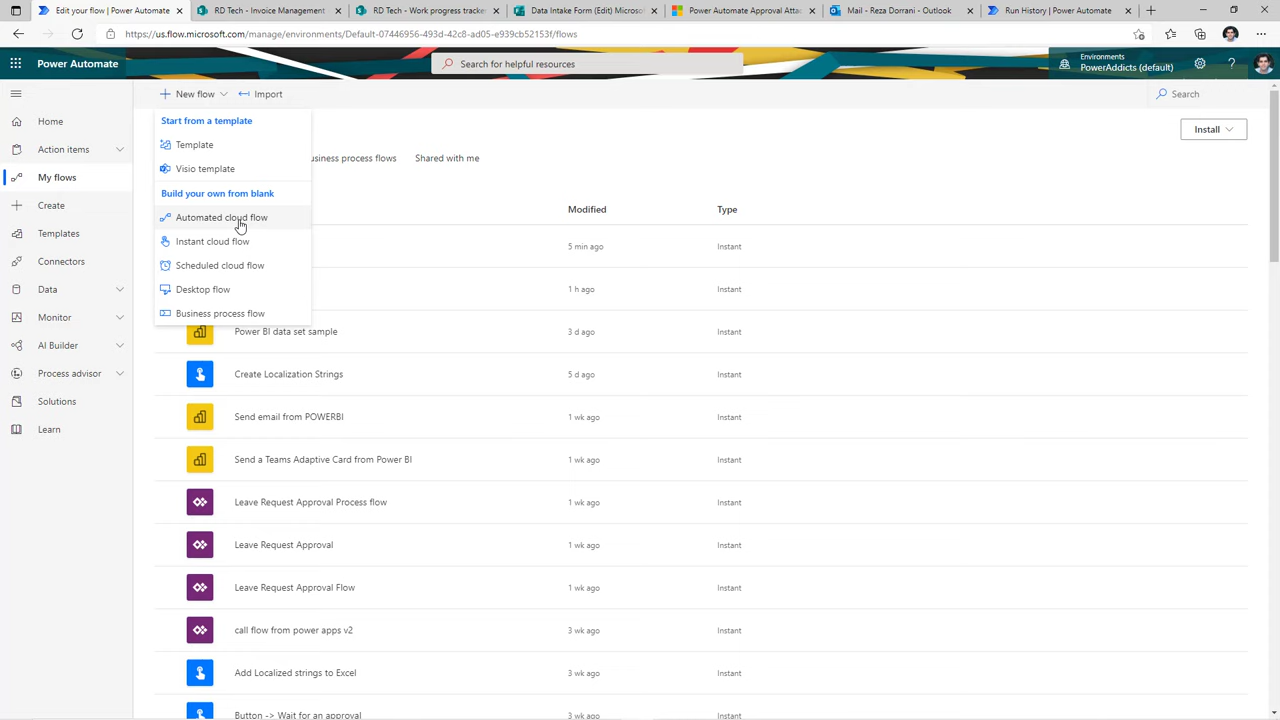 Edit your flow | Power Automate
RD Tech - Invoice Management
RD Tech - Work progress tracker
Data Intake Form (Edit) Microsoft
Power Automate Approval Attac
Mail - Reza Dorrani - Outlook
Run History | Power Automate
https://us.flow.microsoft.com/manage/environments/Default-07446956-493d-42c8-ad05-e939cb52153f/flows
Power Automate
Search for helpful resources
Environments
PowerAddicts (default)
New flow
Import
Search
Start from a template
Template
Visio template
Build your own from blank
Automated cloud flow
Instant cloud flow
Scheduled cloud flow
Desktop flow
Business process flow
Home
Action items
My flows
Create
Templates
Connectors
Data
Monitor
AI Builder
Process advisor
Solutions
Learn
Install
usiness process flows
Shared with me
Modified
Type
5 min ago
Instant
1 h ago
Instant
Power BI data set sample
3 d ago
Instant
Create Localization Strings
5 d ago
Instant
Send email from POWERBI
1 wk ago
Instant
Send a Teams Adaptive Card from Power BI
1 wk ago
Instant
Leave Request Approval Process flow
1 wk ago
Instant
Leave Request Approval
1 wk ago
Instant
Leave Request Approval Flow
1 wk ago
Instant
call flow from power apps v2
3 wk ago
Instant
Add Localized strings to Excel
3 wk ago
Instant
Button -> Wait for an approval
3 wk ago
Instant